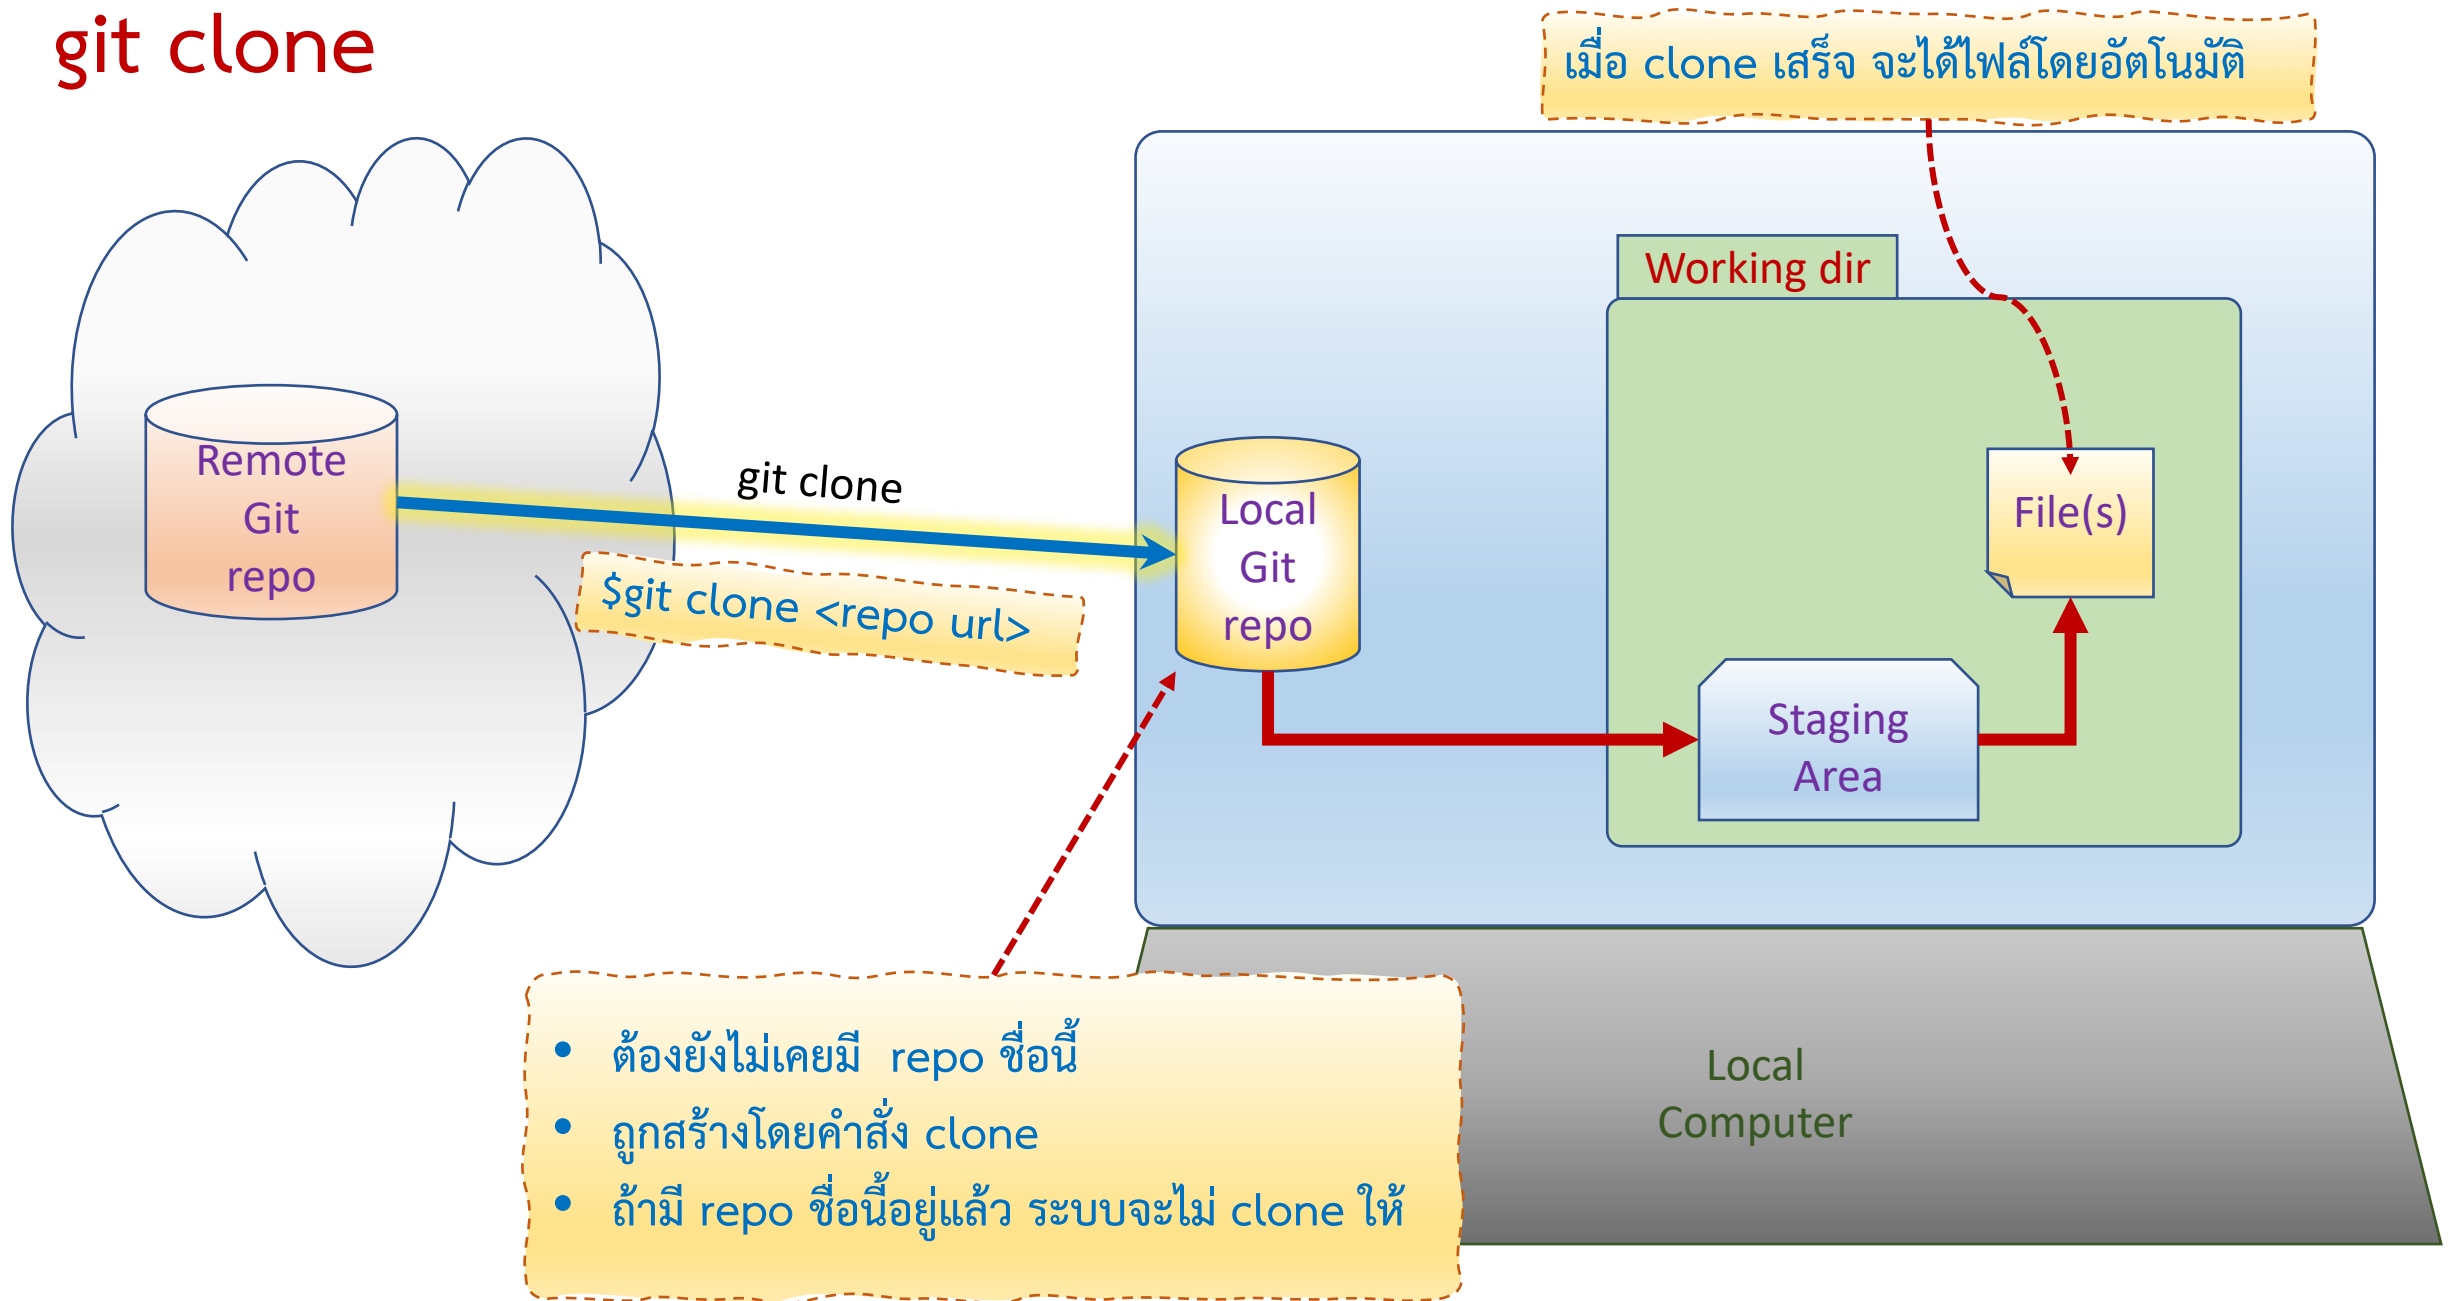 git clone
เมื่อ clone เสร็จ จะได้ไฟล์โดยอัตโนมัติ
Working dir
Remote
Git
repo
git clone
$git clone <repo url>
Local
Git
repo
File(s)
Staging
Area
• ต้องยังไม่เคยมี repo ชื่อนี้
• ถูกสร้างโดยคำสั่ง clone
• ถ้ามี repo ชื่อนี้อยู่แล้ว ระบบจะไม่ clone ให้
Local
Computer